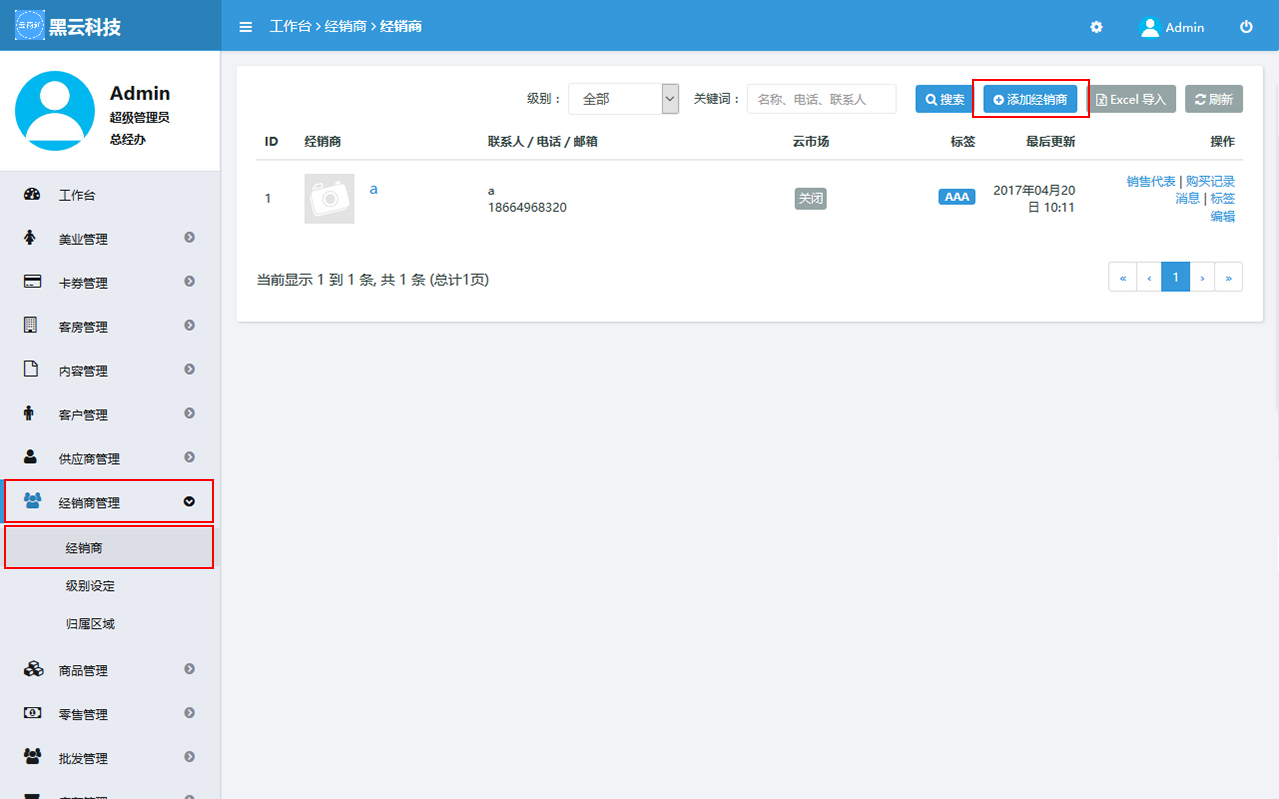 黑云科技
工作台 > 经销商 > 经销商
Admin
Admin
超级管理员
总经办
工作台
美业管理
卡券管理
客房管理
内容管理
客户管理
供应商管理
经销商管理
经销商
级别设定
归属区域
商品管理
零售管理
批发管理
级别： 全部 关键词： 名称、电话、联系人 搜索 添加经销商 Excel 导入 刷新
ID 经销商 联系人 / 电话 / 邮箱 云市场 标签 最后更新 操作
1 a a 18664968320 关闭 AAA 2017年04月20日 10:11
销售代表 | 购买记录
消息 | 标签
编辑
当前显示 1 到 1 条, 共 1 条 (总计1页)
« ‹ 1 › »